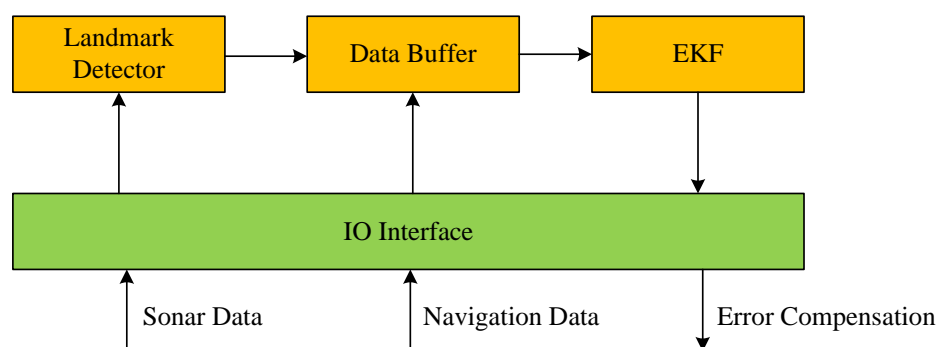 Landmark
Detector
Data Buffer
EKF
IO Interface
Sonar Data
Navigation Data
Error Compensation